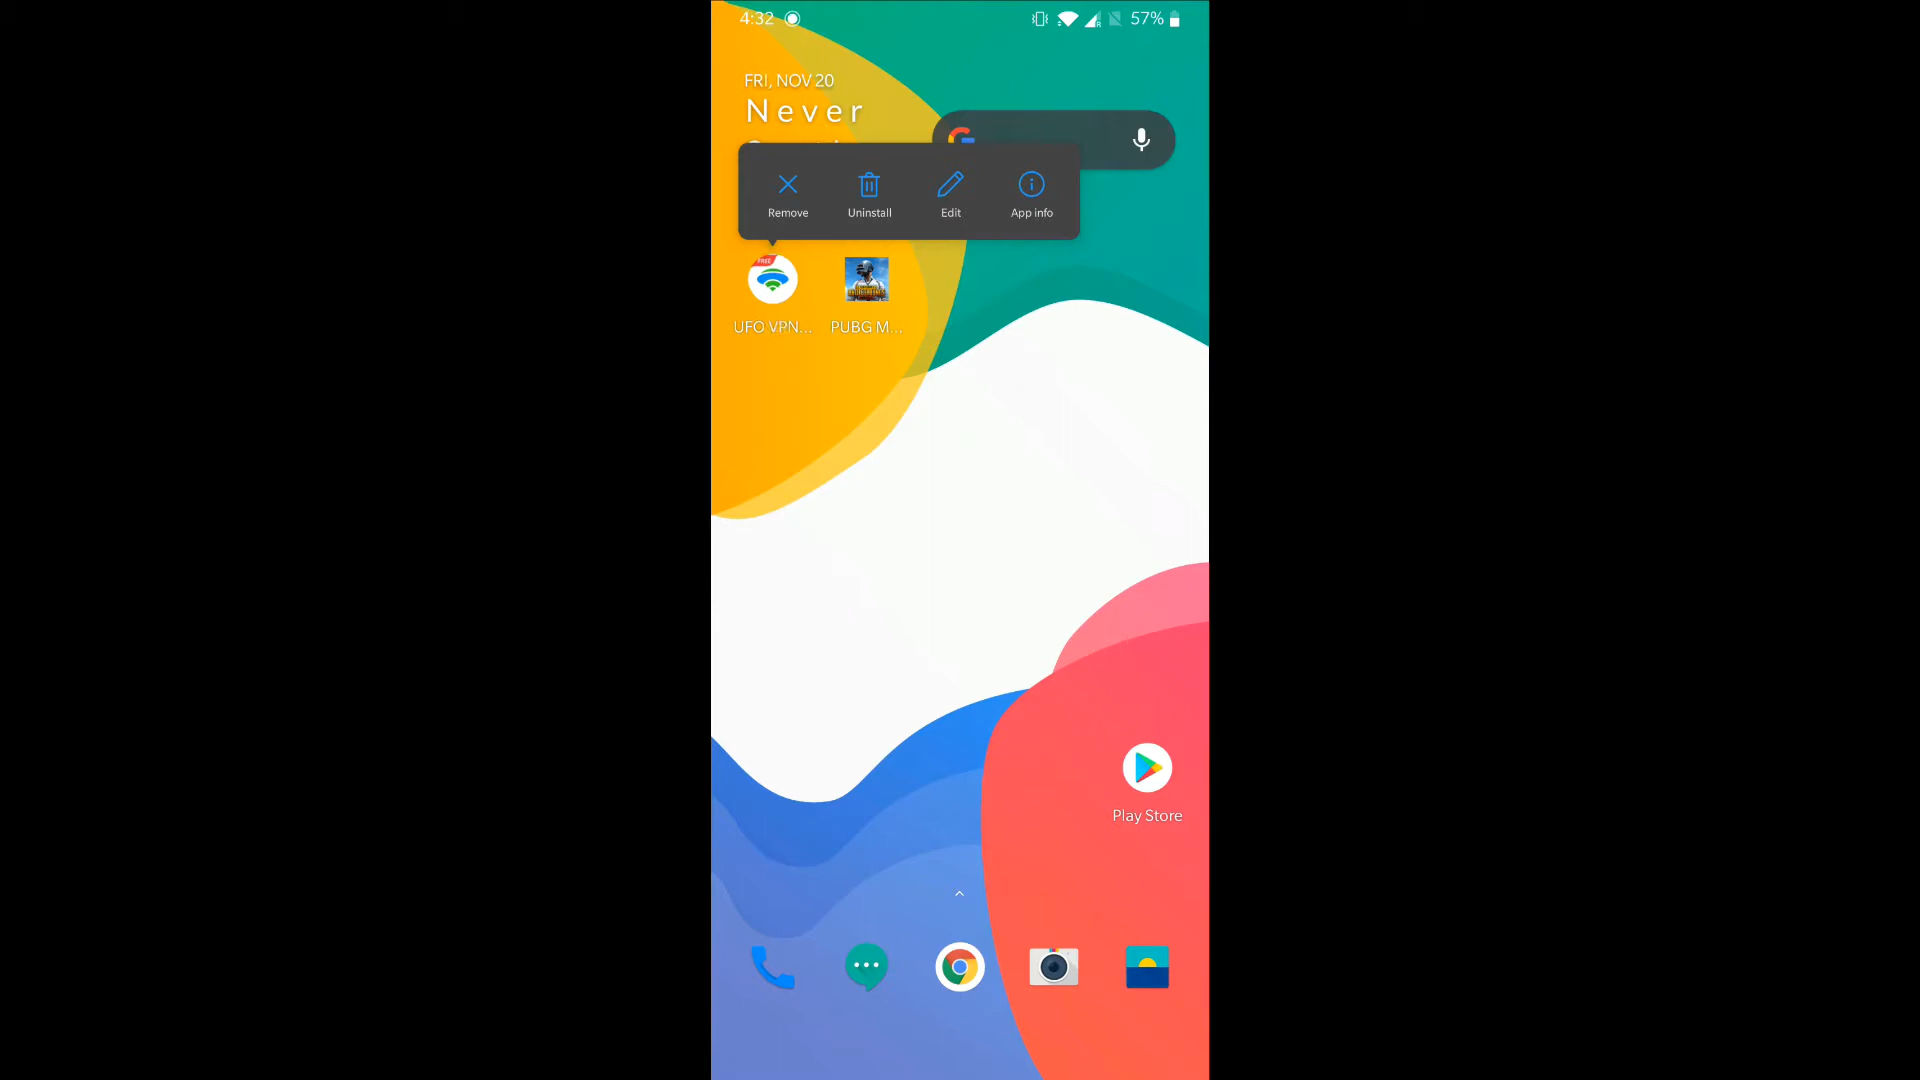 4:32
57%
FRI, NOV 20
Never
Remove
Uninstall
Edit
App info
FREE
UFO VPN...
PUBG M...
Play Store